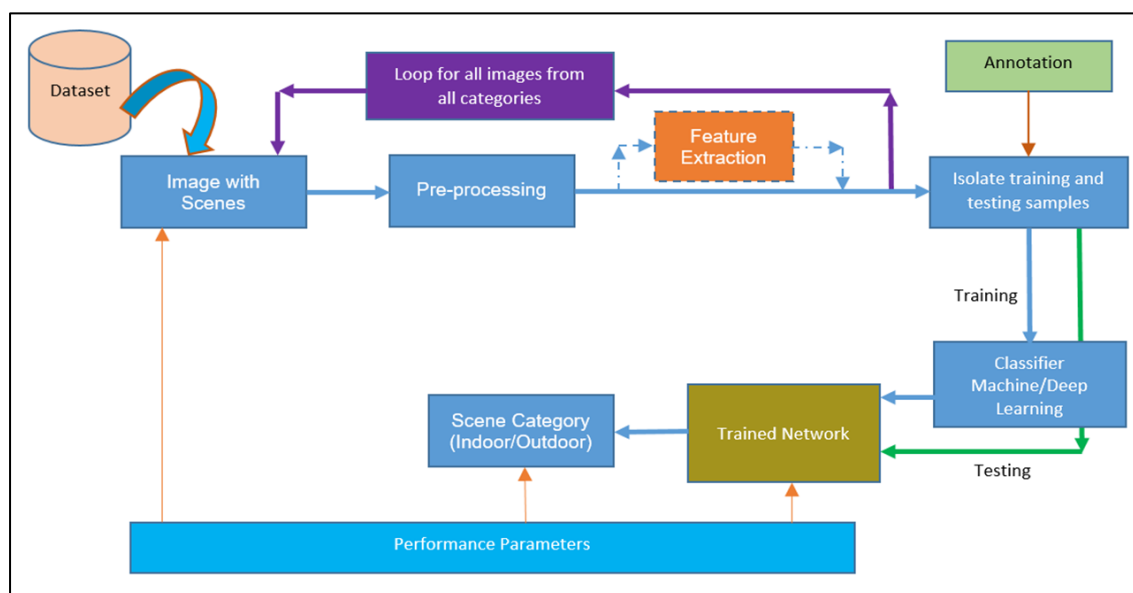 Dataset
Loop for all images from
all categories
Annotation
Feature
Extraction
Image with
Scenes
Pre-processing
Isolate training and
testing samples
Training
Classifier
Machine/Deep
Learning
Scene Category
(Indoor/Outdoor)
Trained Network
Testing
Performance Parameters